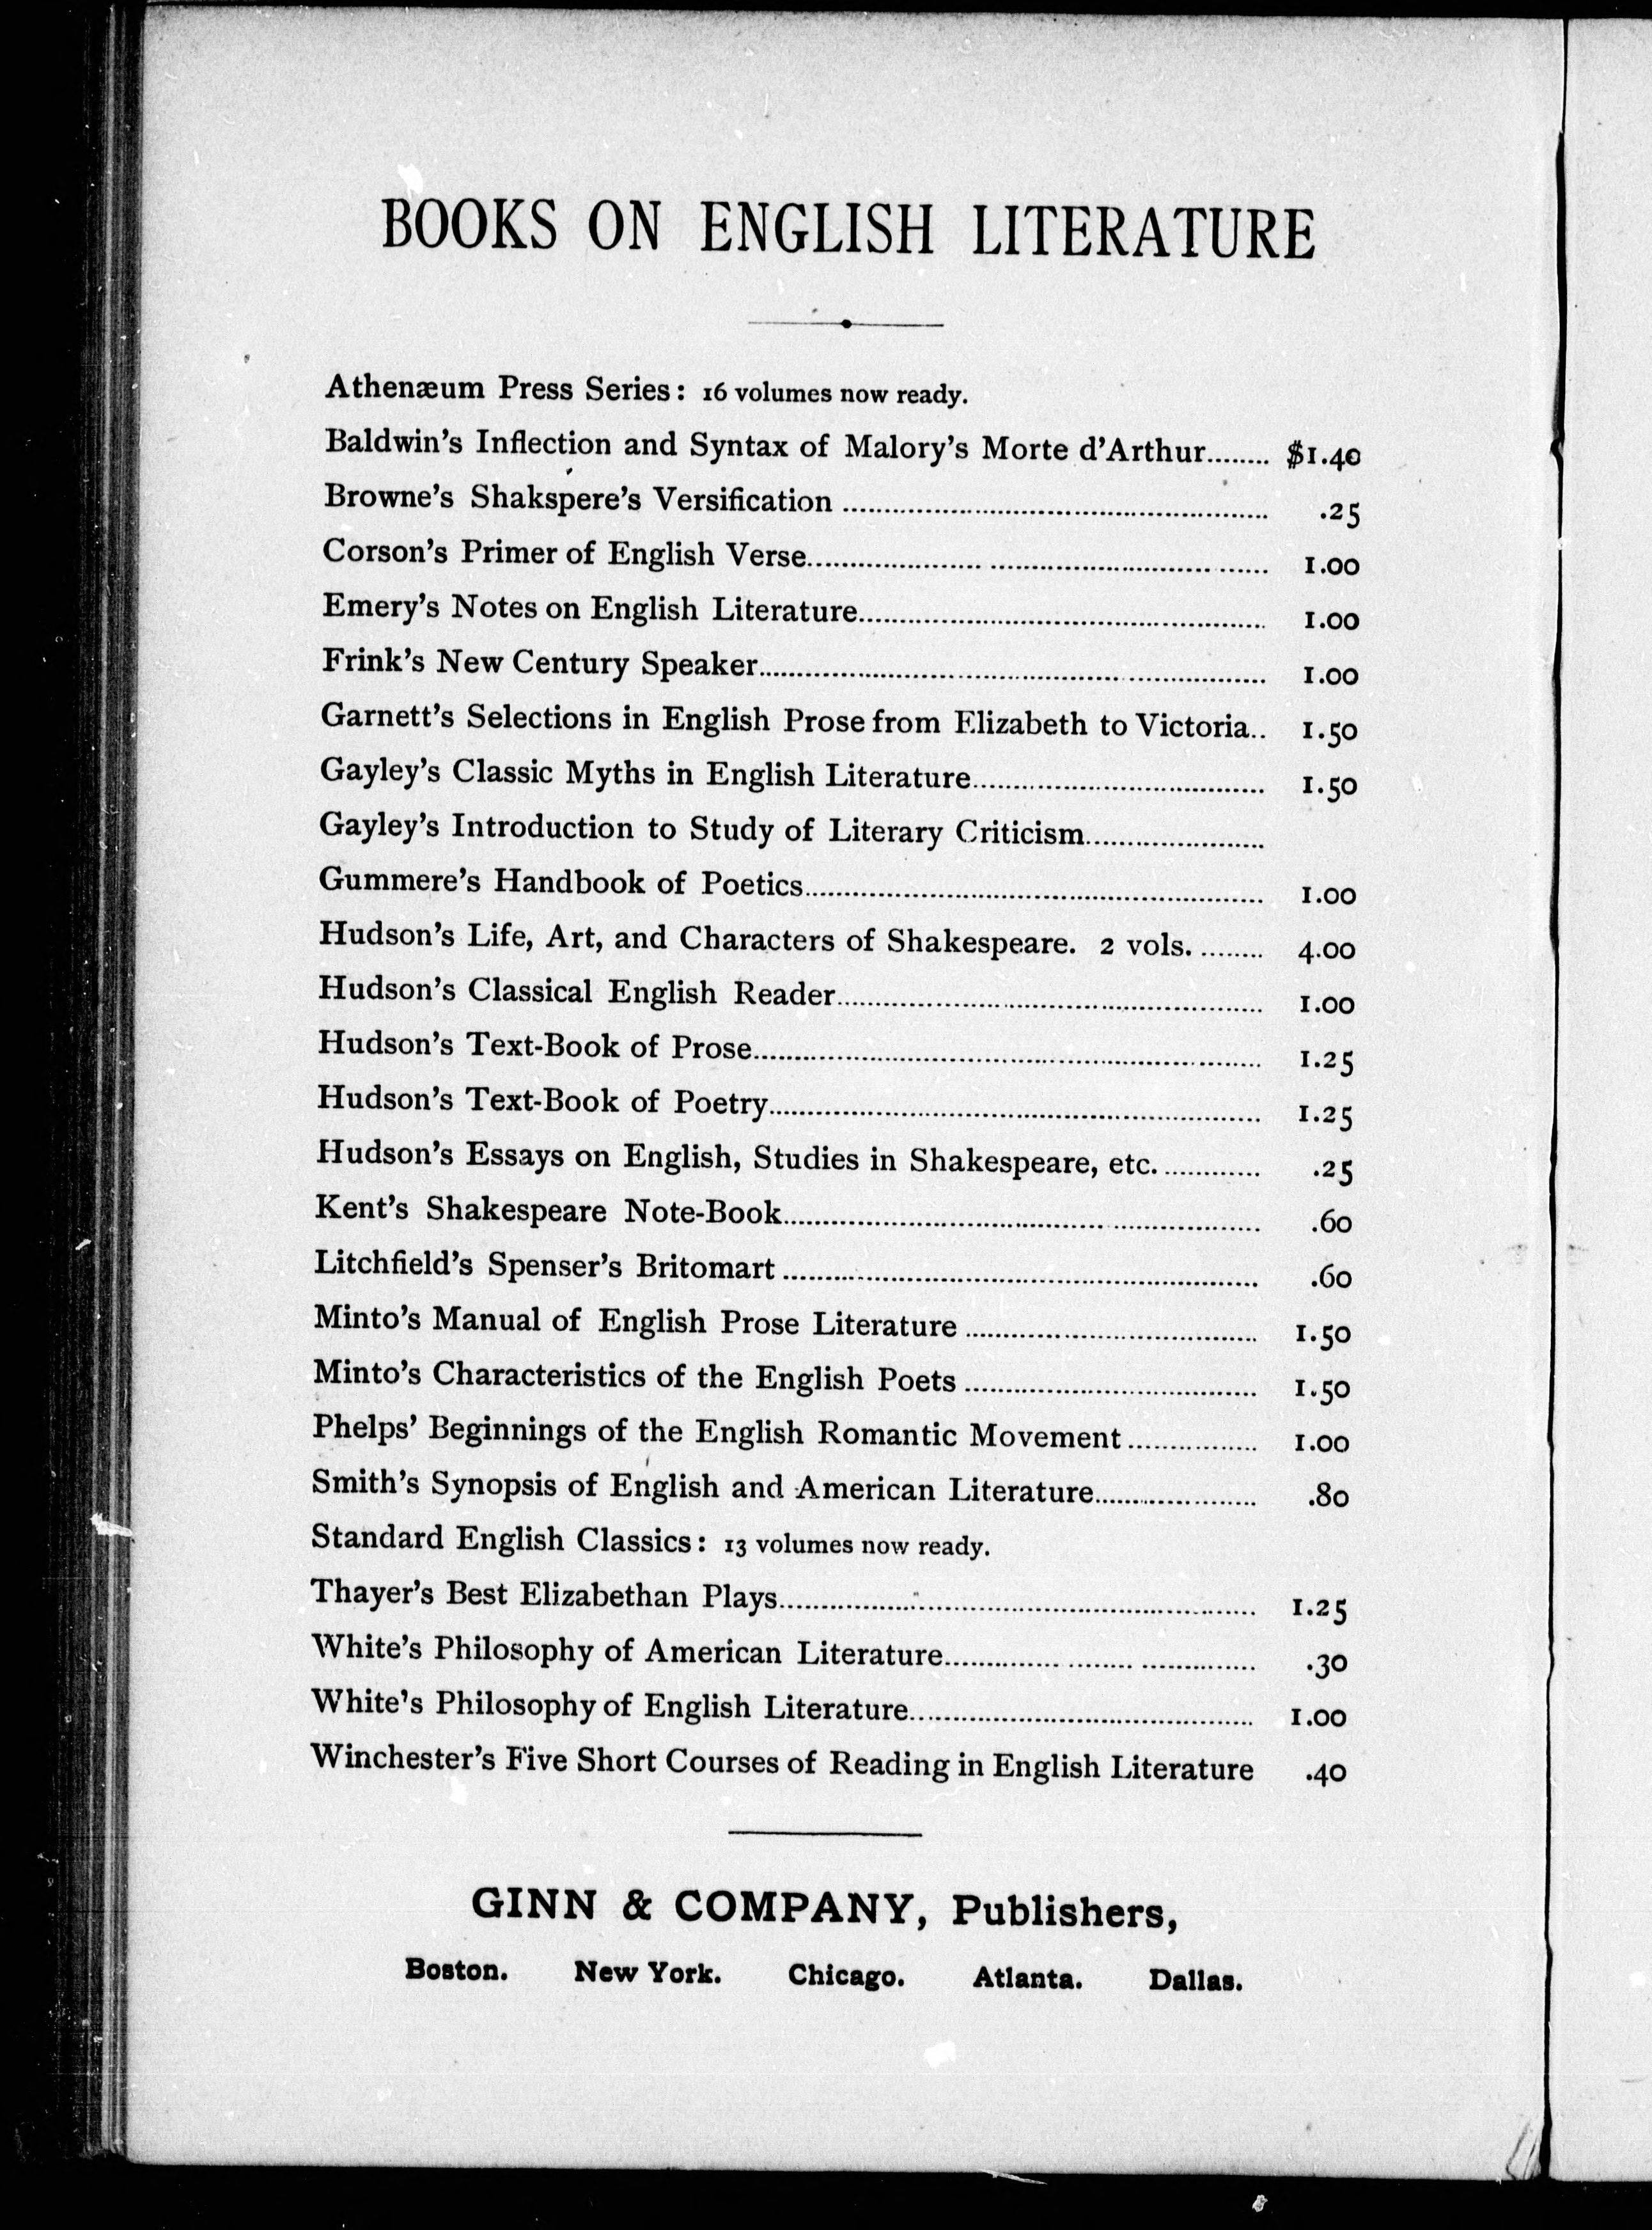 BOOKS ON ENGLISH LITERATURE
Athenæum Press Series: 16 volumes now ready.
Baldwin's Inflection and Syntax of Malory's Morte d'Arthur........ $1.40
Browne's Shakspere's Versification ........................ .25
Corson's Primer of English Verse........................ 1.00
Emery's Notes on English Literature........................ 1.00
Frink's New Century Speaker........................ 1.00
Garnett's Selections in English Prose from Elizabeth to Victoria.. 1.50
Gayley's Classic Myths in English Literature........................ 1.50
Gayley's Introduction to Study of Literary Criticism........................
Gummere's Handbook of Poetics........................ 1.00
Hudson's Life, Art, and Characters of Shakespeare. 2 vols. ........ 4.00
Hudson's Classical English Reader........................ 1.00
Hudson's Text-Book of Prose........................ 1.25
Hudson's Text-Book of Poetry........................ 1.25
Hudson's Essays on English, Studies in Shakespeare, etc. ............ .25
Kent's Shakespeare Note-Book........................ .60
Litchfield's Spenser's Britomart ........................ .60
Minto's Manual of English Prose Literature ........................ 1.50
Minto's Characteristics of the English Poets ........................ 1.50
Phelps' Beginnings of the English Romantic Movement ................ 1.00
Smith's Synopsis of English and American Literature.................... .80
Standard English Classics: 13 volumes now ready.
Thayer's Best Elizabethan Plays........................ 1.25
White's Philosophy of American Literature........................ .30
White's Philosophy of English Literature........................ 1.00
Winchester's Five Short Courses of Reading in English Literature .40
GINN & COMPANY, Publishers,
Boston. New York. Chicago. Atlanta. Dallas.